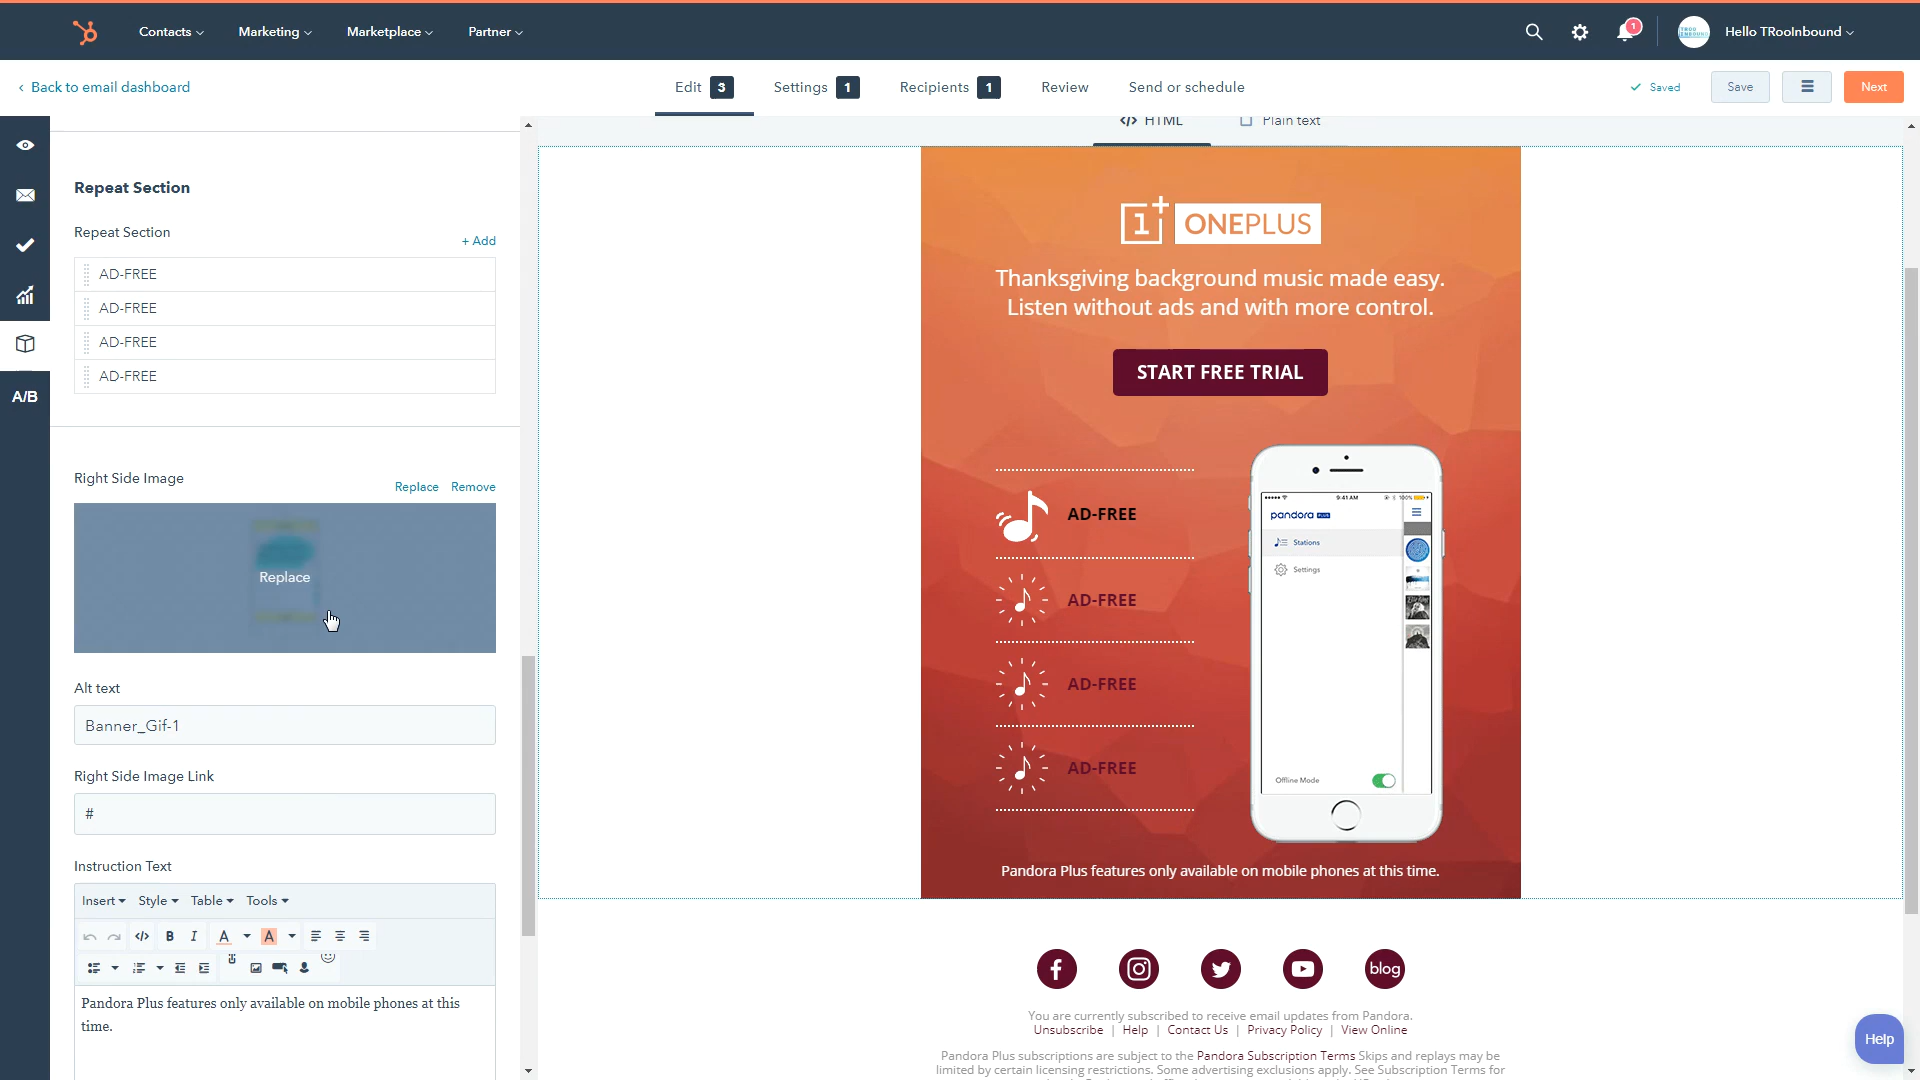 Contacts
Marketing
Marketplace
Partner
1
Hello TRooInbound
Back to email dashboard
Edit 3
Settings 1
Recipients 1
Review
Send or schedule
Saved
Save
Next
HTML
Plain text
A/B
Repeat Section
Repeat Section
+ Add
AD-FREE
AD-FREE
AD-FREE
AD-FREE
Right Side Image
Replace
Remove
Replace
Alt text
Banner_Gif-1
Right Side Image Link
#
Instruction Text
Insert
Style
Table
Tools
B
I
A
A
Pandora Plus features only available on mobile phones at this
time.
1+ ONEPLUS
Thanksgiving background music made easy.
Listen without ads and with more control.
START FREE TRIAL
AD-FREE
AD-FREE
AD-FREE
AD-FREE
9:41 AM
100%
pandora PLUS
Stations
Settings
Offline Mode
Pandora Plus features only available on mobile phones at this time.
blog
You are currently subscribed to receive email updates from Pandora.
Unsubscribe | Help | Contact Us | Privacy Policy | View Online
Pandora Plus subscriptions are subject to the Pandora Subscription Terms Skips and replays may be
limited by certain licensing restrictions. Some advertising exclusions apply. See Subscription Terms for
Help